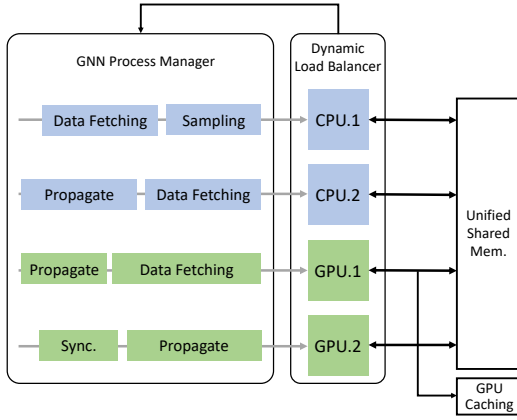 GNN Process Manager
Dynamic
Load Balancer
Data Fetching
Sampling
CPU.1
Propagate
Data Fetching
CPU.2
Unified
Shared
Mem.
Propagate
Data Fetching
GPU.1
Sync.
Propagate
GPU.2
GPU
Caching